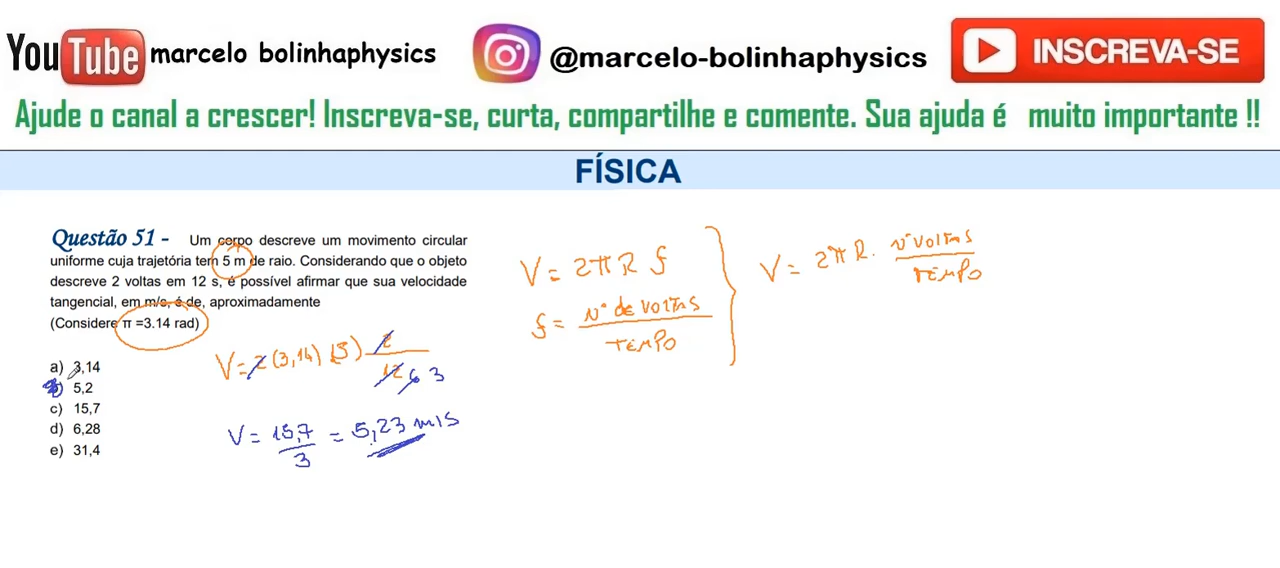 YouTube marcelo bolinhaphysics @marcelo-bolinhaphysics INSCREVA-SE
Ajude o canal a crescer! Inscreva-se, curta, compartilhe e comente. Sua ajuda é muito importante !!
FÍSICA
Questão 51 - Um corpo descreve um movimento circular
uniforme cuja trajetória tem 5 m de raio. Considerando que o objeto
descreve 2 voltas em 12 s, é possível afirmar que sua velocidade
tangencial, em m/s, é de, aproximadamente
(Considere π =3.14 rad)
a) 3,14
b) 5,2
c) 15,7
d) 6,28
e) 31,4
V = 2 (3,14) (5) 2
12 6 3
V = 15,7 / 3 = 5,23 m/s
V = 2πR f
f = Nº de VOLTAS
TEMPO
V = 2πR. Nº VOLTAS
TEMPO